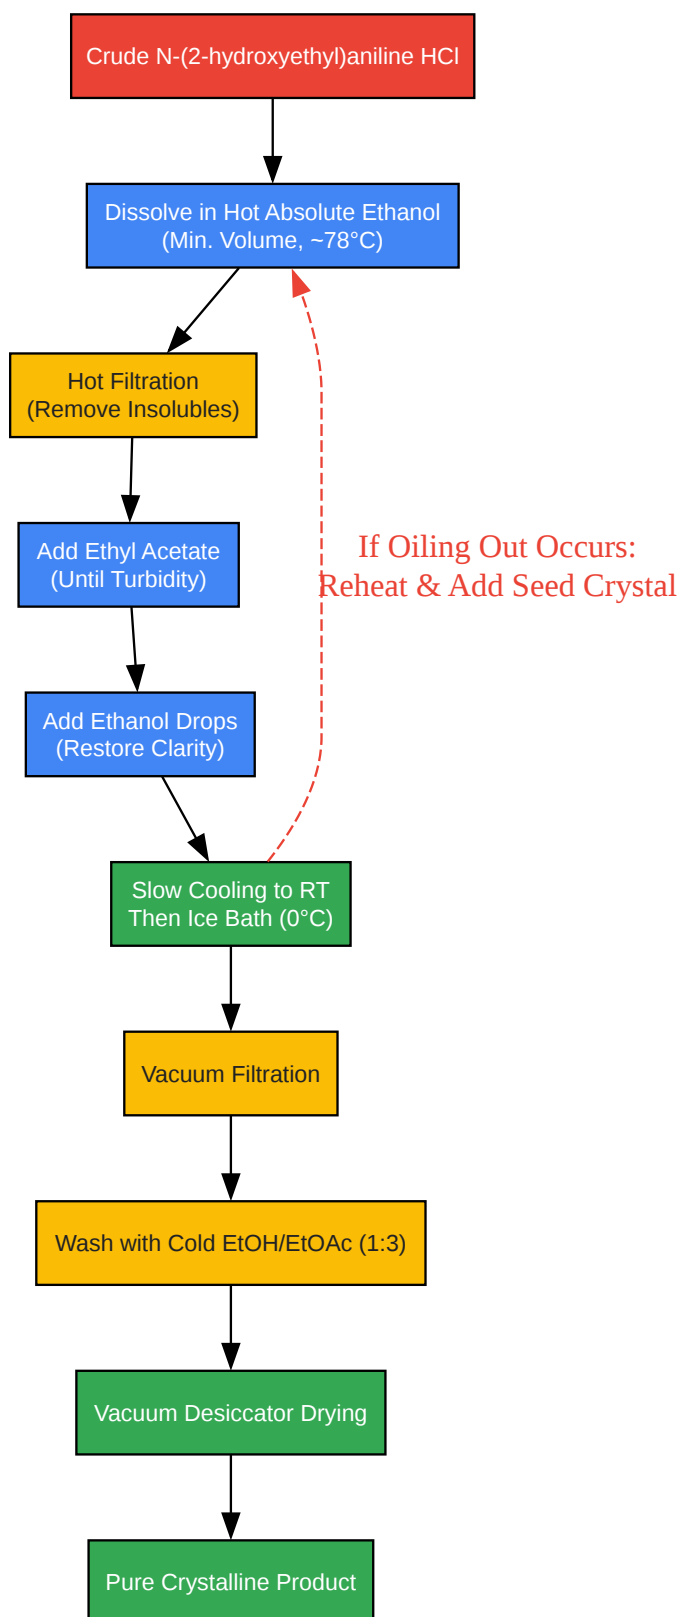 Crude N-(2-hydroxyethyl)aniline HCl
Dissolve in Hot Absolute Ethanol
(Min. Volume, ~78°C)
Hot Filtration
(Remove Insolubles)
Add Ethyl Acetate
(Until Turbidity)
If Oiling Out Occurs:
Reheat & Add Seed Crystal
Add Ethanol Drops
(Restore Clarity)
Slow Cooling to RT
Then Ice Bath (0°C)
Vacuum Filtration
Wash with Cold EtOH/EtOAc (1:3)
Vacuum Desiccator Drying
Pure Crystalline Product